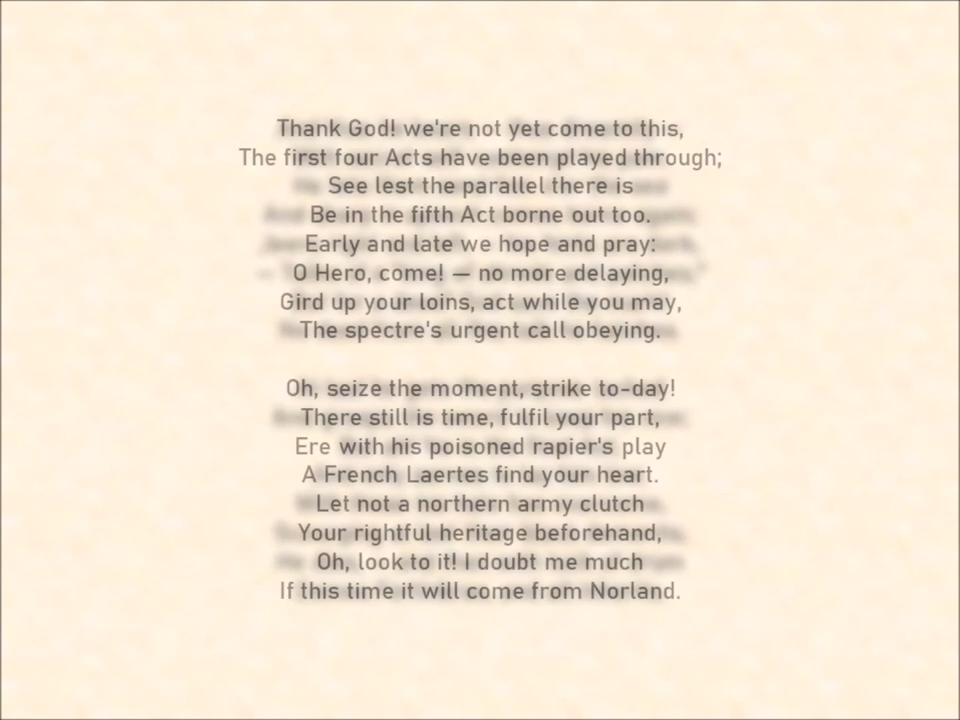 Thank God! we're not yet come to this,
The first four Acts have been played through;
See lest the parallel there is
Be in the fifth Act borne out too.
Early and late we hope and pray:
O Hero, come! — no more delaying,
Gird up your loins, act while you may,
The spectre's urgent call obeying.

Oh, seize the moment, strike to-day!
There still is time, fulfil your part,
Ere with his poisoned rapier's play
A French Laertes find your heart.
Let not a northern army clutch
Your rightful heritage beforehand,
Oh, look to it! I doubt me much
If this time it will come from Norland.